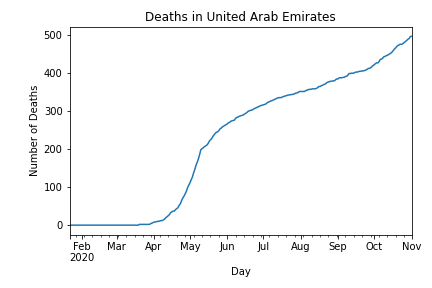 Deaths in United Arab Emirates
500
400
300
200
100
0
Number of Deaths
Feb Mar Apr May Jun Jul Aug Sep Oct Nov
2020
Day